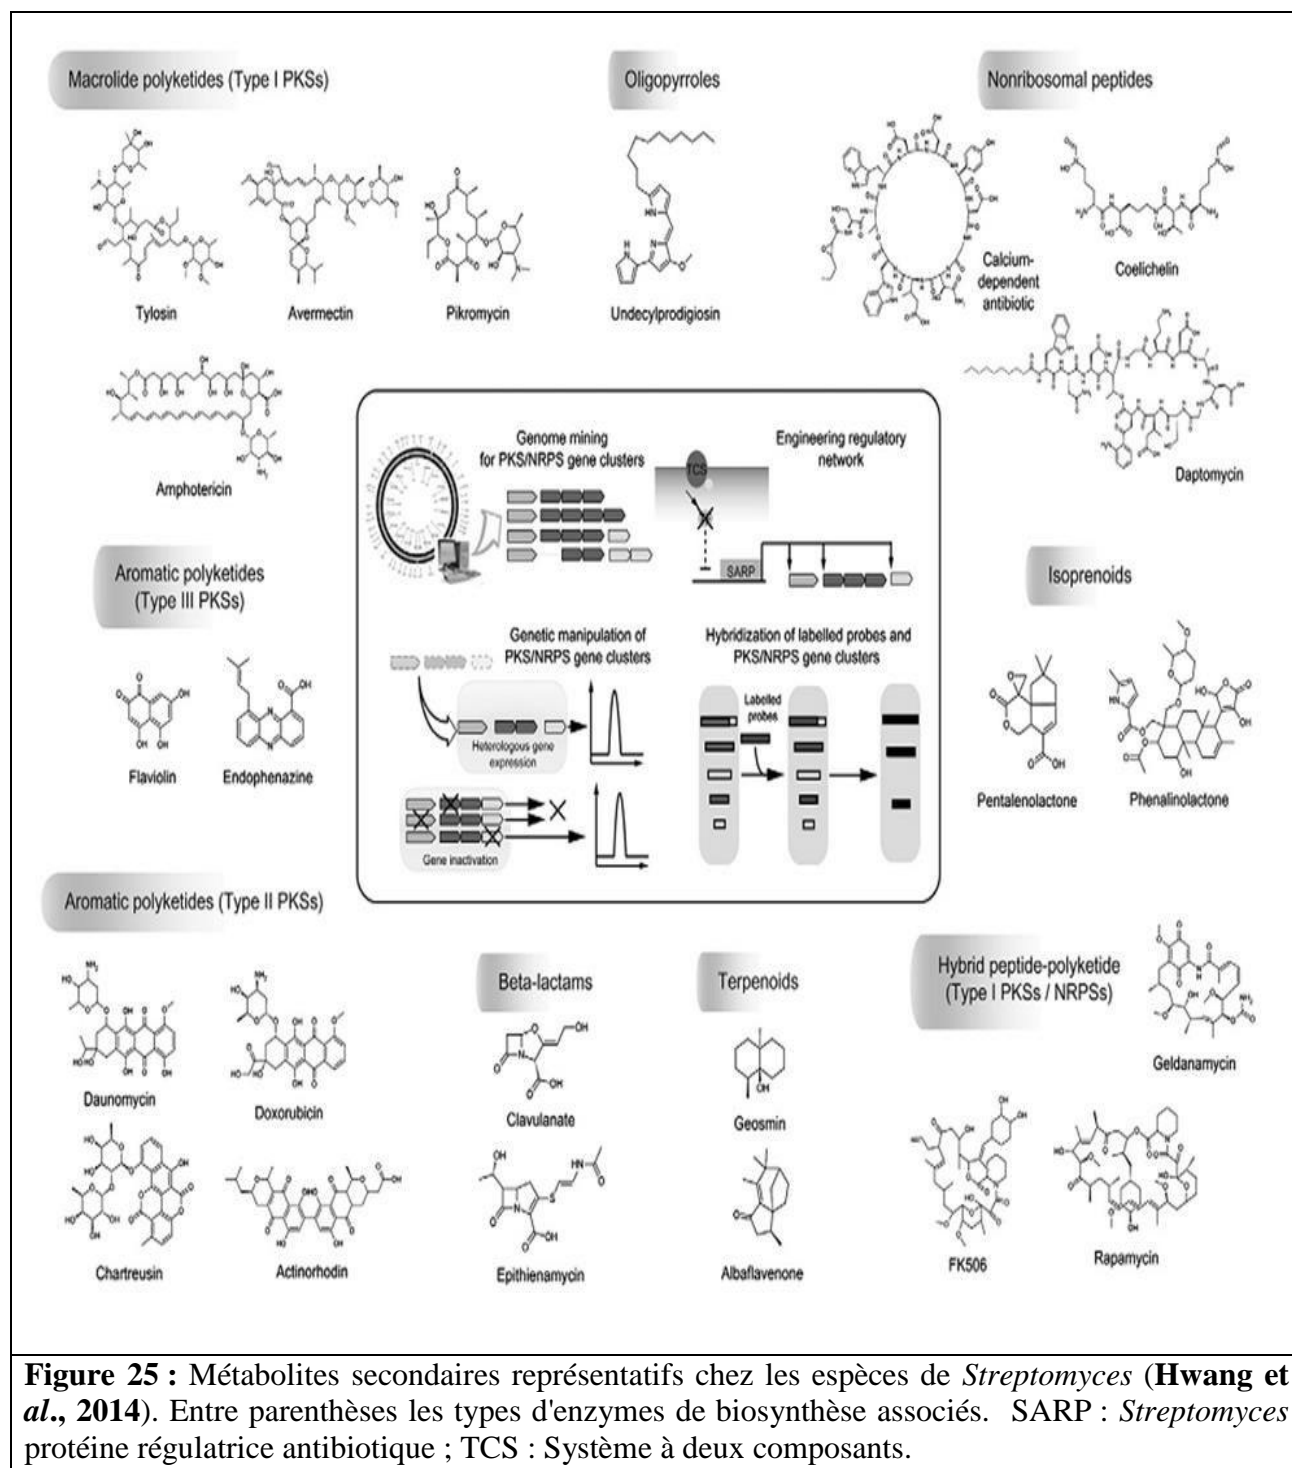 Macrolide polyketides (Type I PKSs)
Oligopyrroles
Nonribosomal peptides
Tylosin
Avermectin
Pikromycin
Undecylprodigiosin
Calcium-
dependent
antibiotic
Coelichelin
Amphotericin
Daptomycin
Genome mining
for PKS/NRPS gene clusters
TCS
Engineering regulatory
network
SARP
Aromatic polyketides
(Type III PKSs)
Isoprenoids
Flaviolin
Endophenazine
Genetic manipulation of
PKS/NRPS gene clusters
Heterologous gene
expression
Gene inactivation
Hybridization of labelled probes and
PKS/NRPS gene clusters
Labelled
probes
Pentalenolactone
Phenalinolactone
Aromatic polyketides (Type II PKSs)
Beta-lactams
Terpenoids
Hybrid peptide-polyketide
(Type I PKSs / NRPSs)
Daunomycin
Doxorubicin
Clavulanate
Geosmin
Geldanamycin
Chartreusin
Actinorhodin
Epithienamycin
Albaflavenone
FK506
Rapamycin
Figure 25 : Métabolites secondaires représentatifs chez les espèces de Streptomyces (Hwang et
al., 2014). Entre parenthèses les types d'enzymes de biosynthèse associés. SARP : Streptomyces
protéine régulatrice antibiotique ; TCS : Système à deux composants.